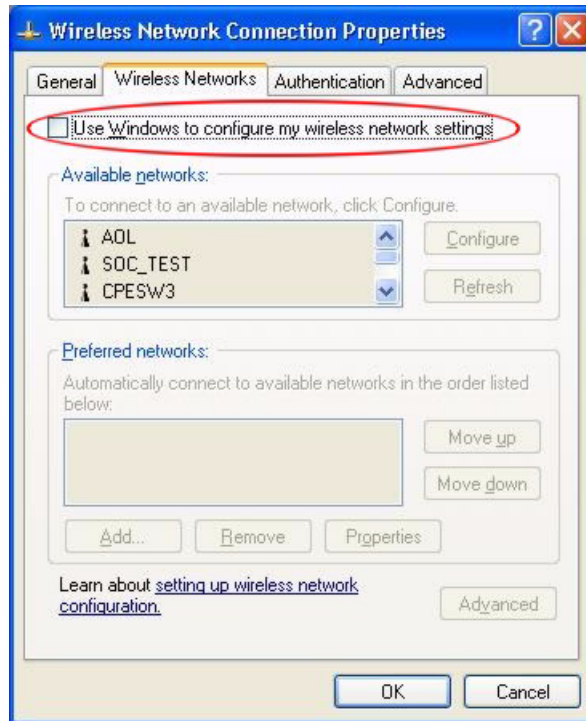 Wireless Network Connection Properties
General Wireless Networks Authentication Advanced
Use Windows to configure my wireless network settings
Available networks:
To connect to an available network, click Configure.
AOL
SOC_TEST
CPESW3
Configure
Refresh
Preferred networks:
Automatically connect to available networks in the order listed
below:
Move up
Move down
Add... Remove Properties
Learn about setting up wireless network
configuration.
Advanced
OK Cancel